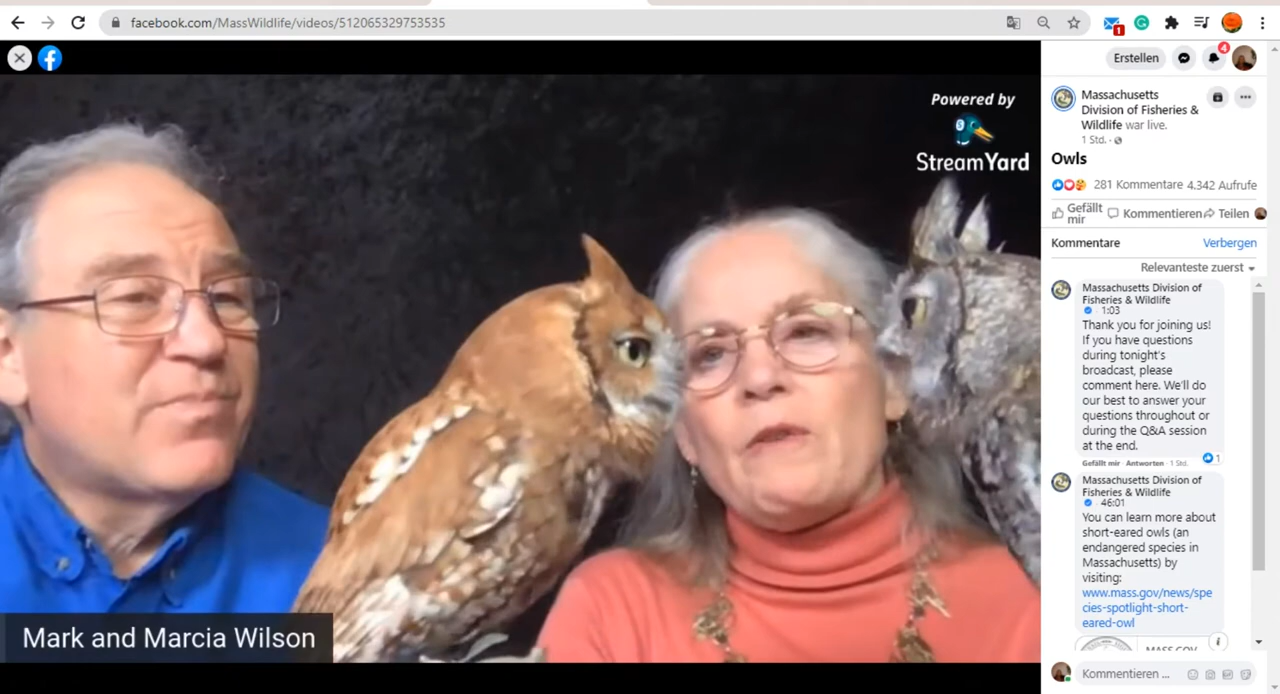 facebook.com/MassWildlife/videos/512065329753535
1
Erstellen
4
Powered by
StreamYard
Mark and Marcia Wilson
Massachusetts
Division of Fisheries &
Wildlife war live.
1 Std. ·
Owls
281 Kommentare 4.342 Aufrufe
Gefällt
mir
Kommentieren
Teilen
Kommentare
Verbergen
Relevanteste zuerst
Massachusetts Division of
Fisheries & Wildlife
· 1:03
Thank you for joining us!
If you have questions
during tonight's
broadcast, please
comment here. We'll do
our best to answer your
questions throughout or
during the Q&A session
at the end.
1
Gefällt mir · Antworten · 1 Std.
Massachusetts Division of
Fisheries & Wildlife
· 46:01
You can learn more about
short-eared owls (an
endangered species in
Massachusetts) by
visiting:
www.mass.gov/news/spe
cies-spotlight-short-
eared-owl
MASS.GOV
Kommentieren ...